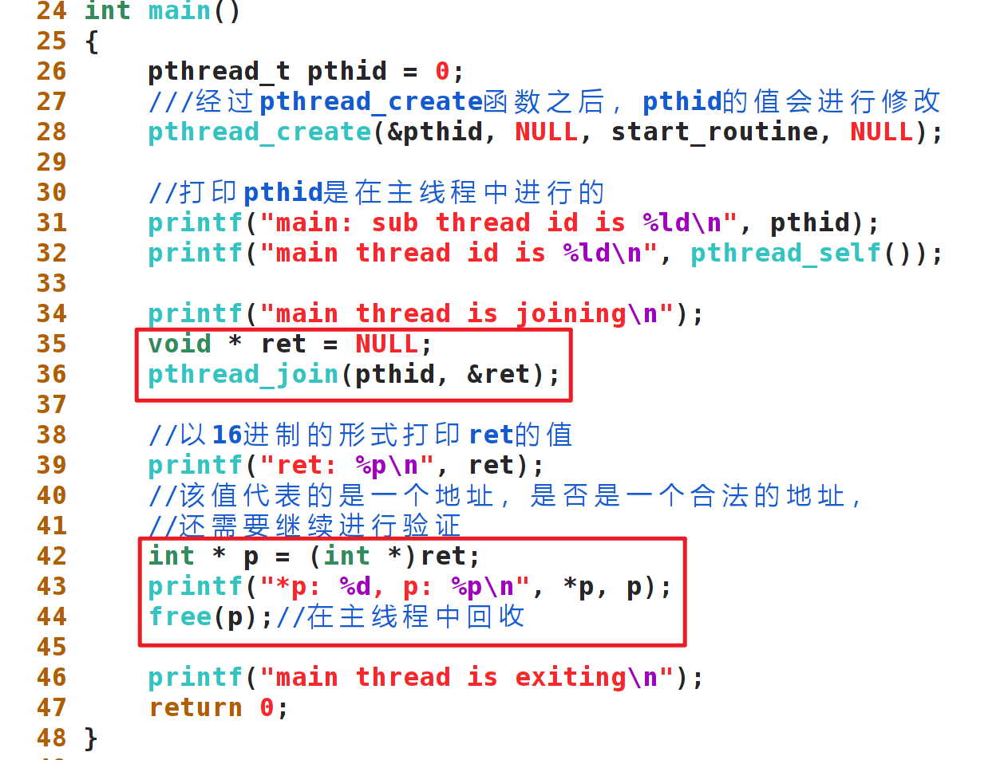 24 int main()
25 {
26     pthread_t pthid = 0;
27     ///经过pthread_create函数之后，pthid的值会进行修改
28     pthread_create(&pthid, NULL, start_routine, NULL);
29
30     //打印pthid是在主线程中进行的
31     printf("main: sub thread id is %ld\n", pthid);
32     printf("main thread id is %ld\n", pthread_self());
33
34     printf("main thread is joining\n");
35     void * ret = NULL;
36     pthread_join(pthid, &ret);
37
38     //以16进制的形式打印ret的值
39     printf("ret: %p\n", ret);
40     //该值代表的是一个地址，是否是一个合法的地址，
41     //还需要继续进行验证
42     int * p = (int *)ret;
43     printf("*p: %d, p: %p\n", *p, p);
44     free(p);//在主线程中回收
45
46     printf("main thread is exiting\n");
47     return 0;
48 }